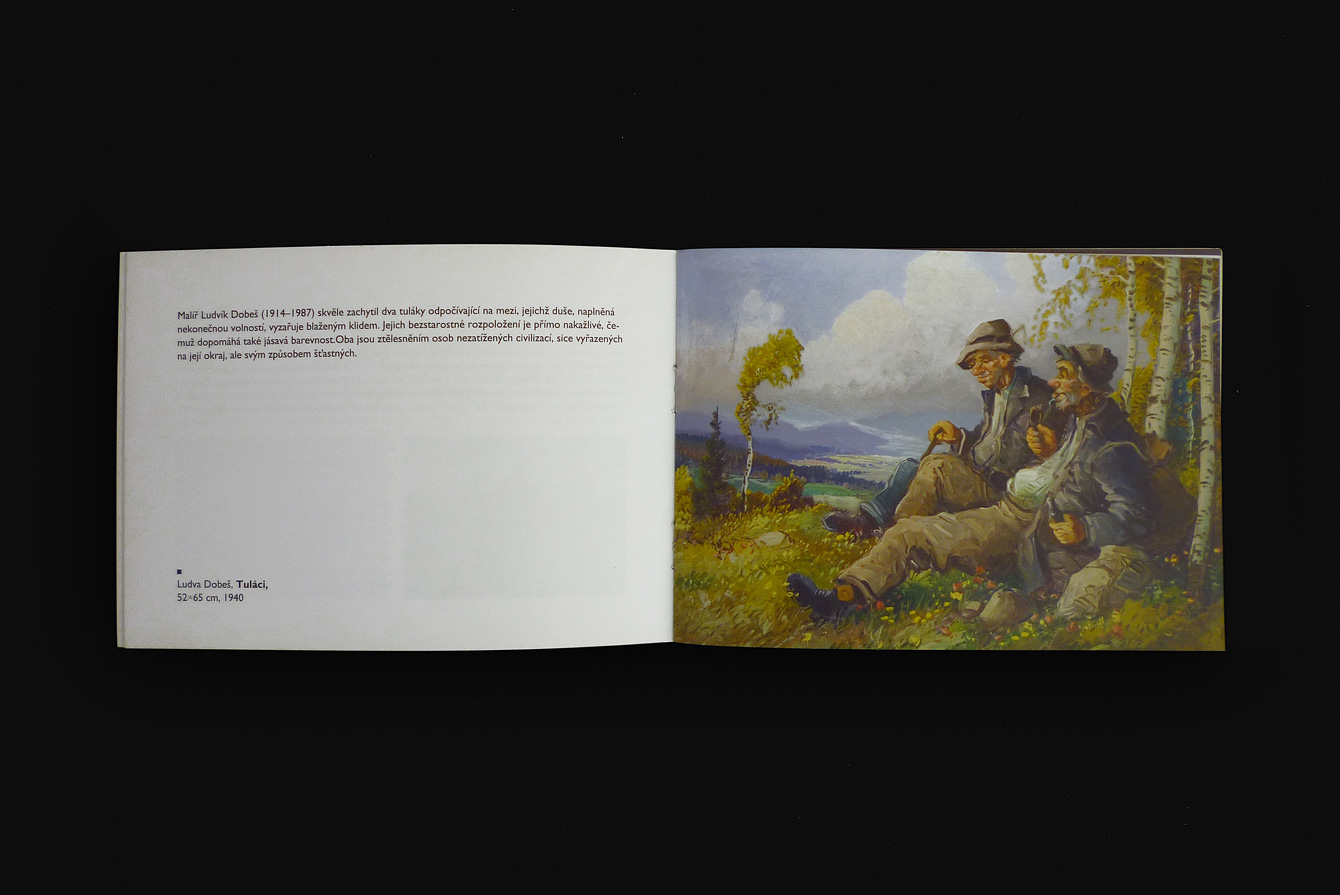 Malíř Ludvík Dobeš (1914–1987) skvěle zachytil dva tuláky odpočívající na mezi, jejichž duše, naplněná
nekonečnou volností, vyzařuje blaženým klidem. Jejich bezstarostné rozpoložení je přímo nakažlivé, če-
muž dopomáhá také jásavá barevnost.Oba jsou ztělesněním osob nezatížených civilizací, sice vyřazených
na její okraj, ale svým způsobem šťastných.
Ludva Dobeš, Tuláci,
52×65 cm, 1940